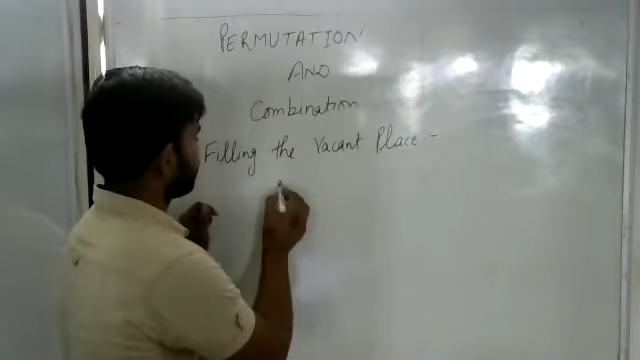 PERMUTATION
AND
Combination
Filling the Vacant Place -